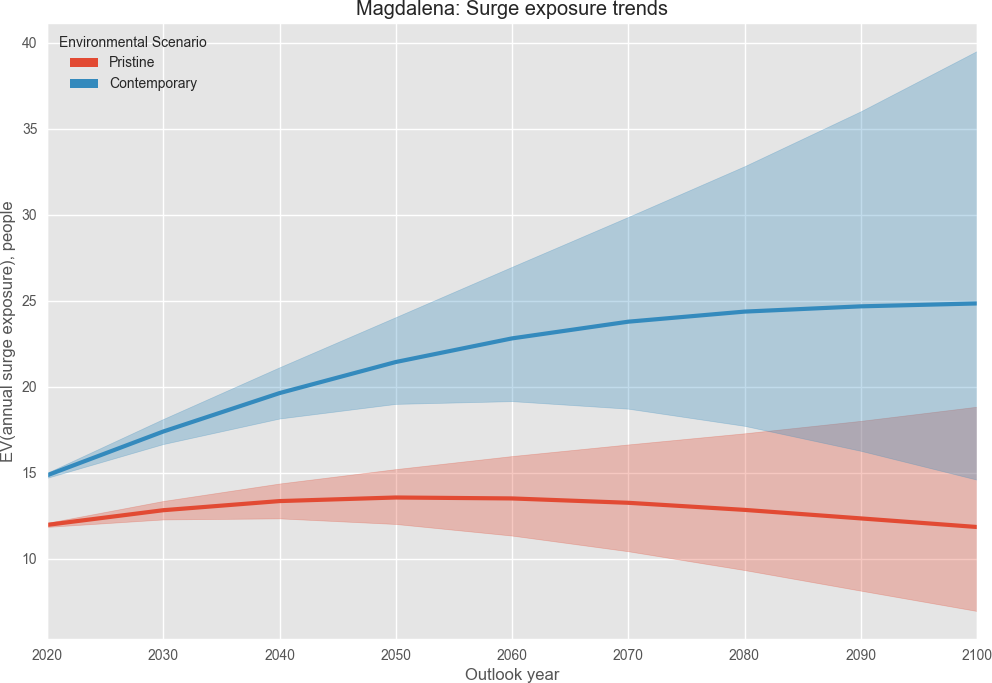 Magdalena: Surge exposure trends
Environmental Scenario
Pristine
Contemporary
EV(annual surge exposure), people
40
35
30
25
20
15
10
2020 2030 2040 2050 2060 2070 2080 2090 2100
Outlook year